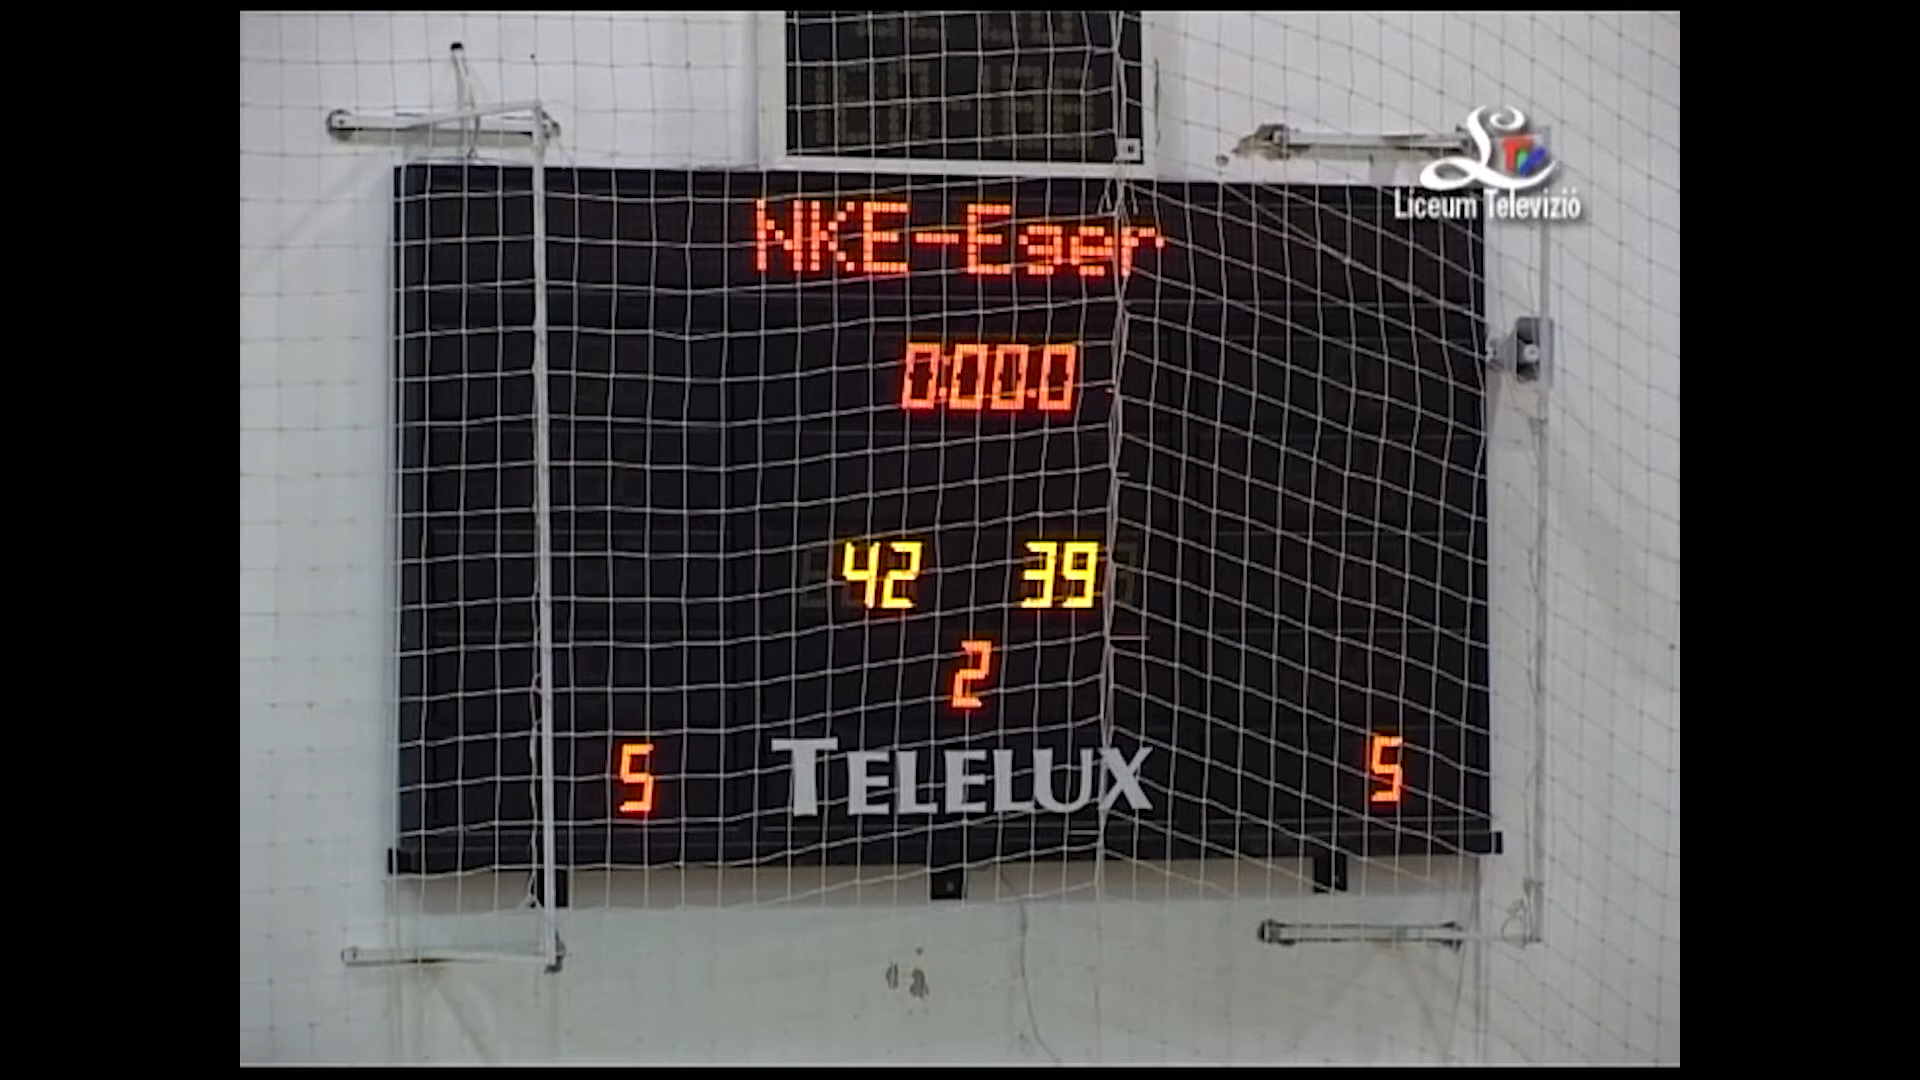 Liceum Televízió
NKE-Eger
0:00.0
42 39
2
5 TELELUX 5